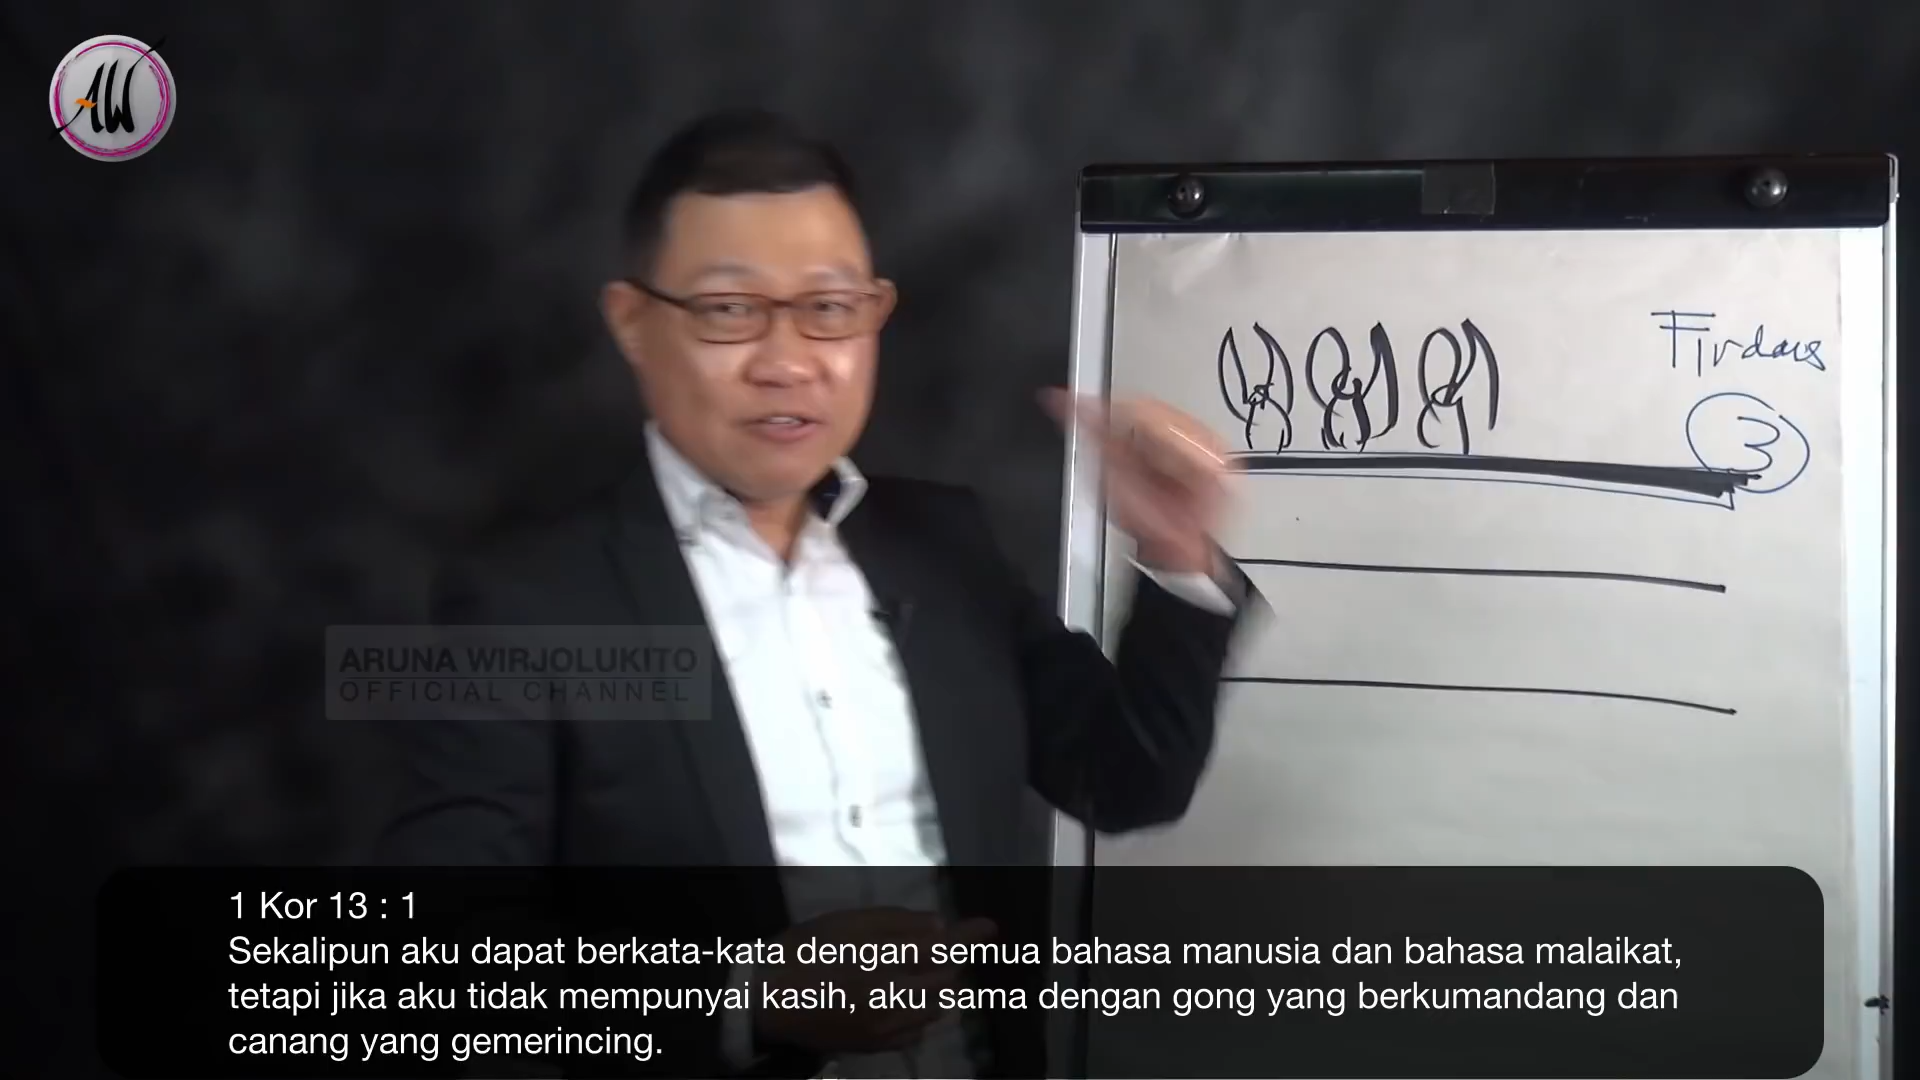 AW
Firdaus
3
ARUNA WIRJOLUKITO
OFFICIAL CHANNEL
1 Kor 13 : 1
Sekalipun aku dapat berkata-kata dengan semua bahasa manusia dan bahasa malaikat,
tetapi jika aku tidak mempunyai kasih, aku sama dengan gong yang berkumandang dan
canang yang gemerincing.